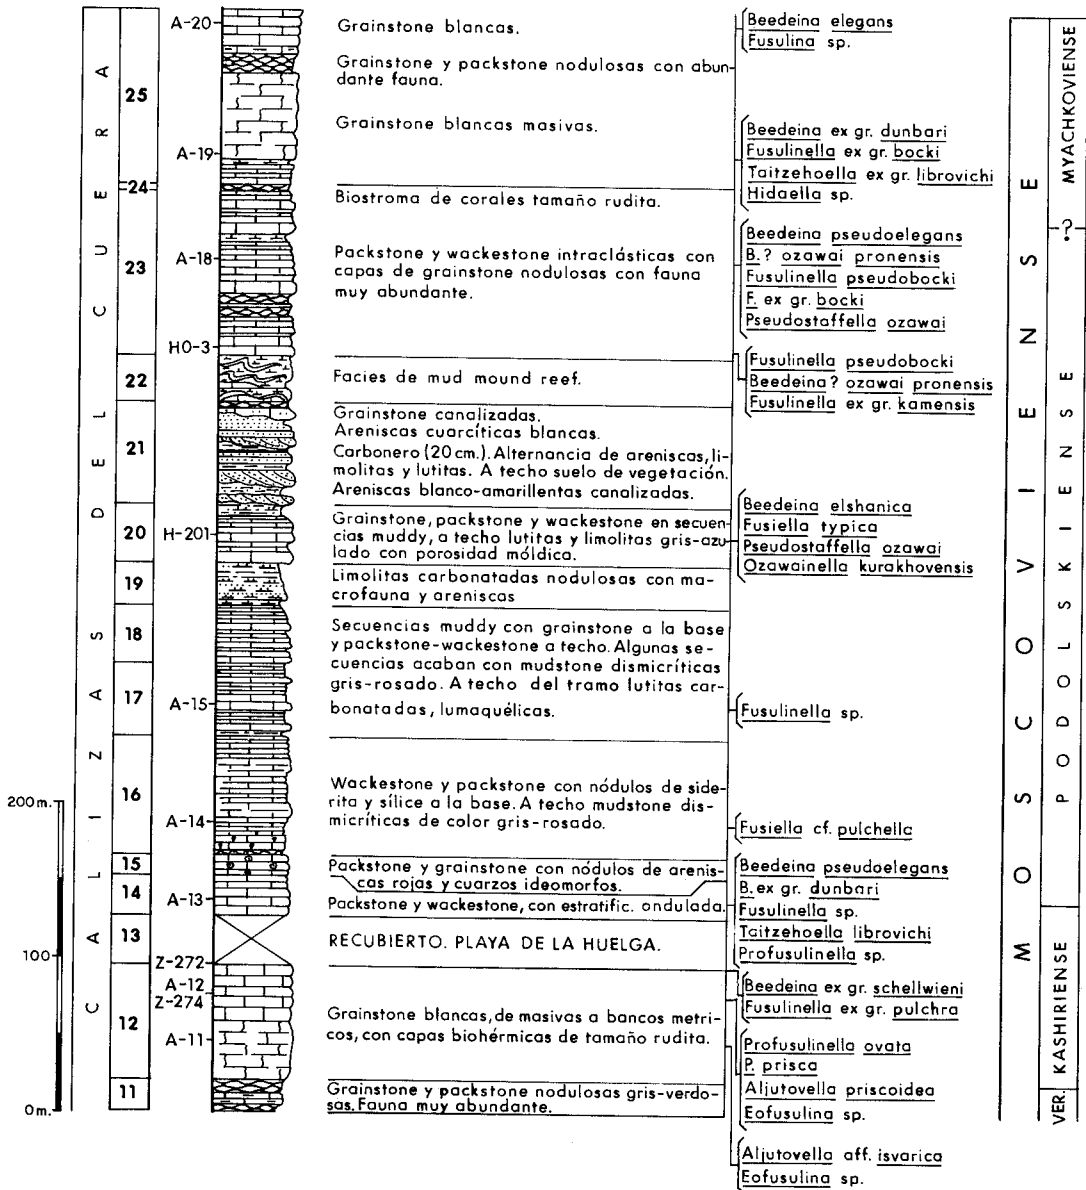 CALIZAS DEL CUERA
25
24
23
22
21
20
19
18
17
16
15
14
13
12
11
200 m.
100
0 m.
A-20
A-19
A-18
H0-3
H-201
A-15
A-14
A-13
Z-272
A-12
Z-274
A-11
Grainstone blancas.
Grainstone y packstone nodulosas con abun-
dante fauna.
Grainstone blancas masivas.
Biostroma de corales tamaño rudita.
Packstone y wackestone intraclásticas con
capas de grainstone nodulosas con fauna
muy abundante.
Facies de mud mound reef.
Grainstone canalizadas.
Areniscas cuarcíticas blancas.
Carbonero (20 cm.). Alternancia de areniscas, li-
molitas y lutitas. A techo suelo de vegetación.
Areniscas blanco-amarillentas canalizadas.
Grainstone, packstone y wackestone en secuen-
cias muddy, a techo lutitas y limolitas gris-azu-
lado con porosidad móldica.
Limolitas carbonatadas nodulosas con ma-
crofauna y areniscas
Secuencias muddy con grainstone a la base
y packstone-wackestone a techo. Algunas se-
cuencias acaban con mudstone dismicríticas
gris-rosado. A techo del tramo lutitas car-
bonatadas, lumaquélicas.
Wackestone y packstone con nódulos de side-
rita y sílice a la base. A techo mudstone dis-
micríticas de color gris-rosado.
Packstone y grainstone con nódulos de arenis-
cas rojas y cuarzos ideomorfos.
Packstone y wackestone, con estratific. ondulada.
RECUBIERTO. PLAYA DE LA HUELGA.
Grainstone blancas, de masivas a bancos metri-
cos, con capas biohérmicas de tamaño rudita.
Grainstone y packstone nodulosas gris-verdo-
sas. Fauna muy abundante.
Beedeina elegans
Fusulina sp.
Beedeina ex gr. dunbari
Fusulinella ex gr. bocki
Taitzehoella ex gr. librovichi
Hidaella sp.
Beedeina pseudoelegans
B.? ozawai pronensis
Fusulinella pseudobocki
F. ex gr. bocki
Pseudostaffella ozawai
Fusulinella pseudobocki
Beedeina? ozawai pronensis
Fusulinella ex gr. kamensis
Beedeina elshanica
Fusiella typica
Pseudostaffella ozawai
Ozawainella kurakhovensis
Fusulinella sp.
Fusiella cf. pulchella
Beedeina pseudoelegans
B. ex gr. dunbari
Fusulinella sp.
Taitzehoella librovichi
Profusulinella sp.
Beedeina ex gr. schellwieni
Fusulinella ex gr. pulchra
Profusulinella ovata
P. prisca
Aljutovella priscoidea
Eofusulina sp.
Aljutovella aff. isvarica
Eofusulina sp.
MOSCOVIENSE
MYACHKOVIENSE
?
PODOLSKIENSE
KASHIRIENSE
VER.